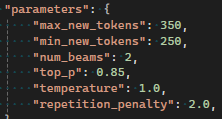 "parameters": {
"max_new_tokens": 350,
"min_new_tokens": 250,
"num_beams": 2,
"top_p": 0.85,
"temperature": 1.0,
"repetition_penalty": 2.0,